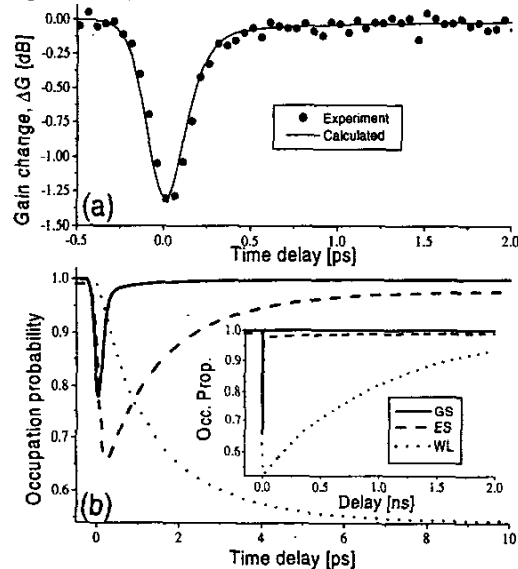 0.00
-0.25
-0.50
-0.75
-1.00
-1.25
-1.50
Gain change, ΔG [dB]
Experiment
Calculated
(a)
-0.5 0.0 0.5 1.0 1.5 2.0
Time delay [ps]
1.0
0.9
0.8
0.7
0.6
Occupation probability
1.0
0.9
0.8
0.7
0.6
Occ. Prop.
GS
ES
WL
0.0 0.5 1.0 1.5 2.0
Delay [ns]
(b)
0 2 4 6 8 10
Time delay [ps]